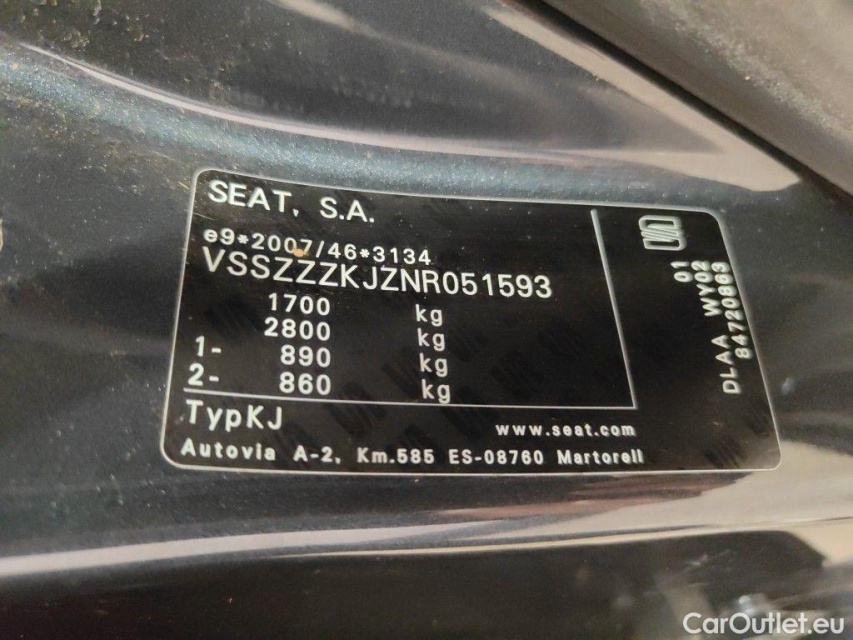 SEAT, S.A.
e9*2007/46*3134
VSSZZZKJZNR051593
1700 kg
2800 kg
1- 890 kg
2- 860 kg
TypKJ
www.seat.com
Autovia A-2, Km.585 ES-08760 Martorell
01
DLAA WY02
84720863
CarOutlet.eu